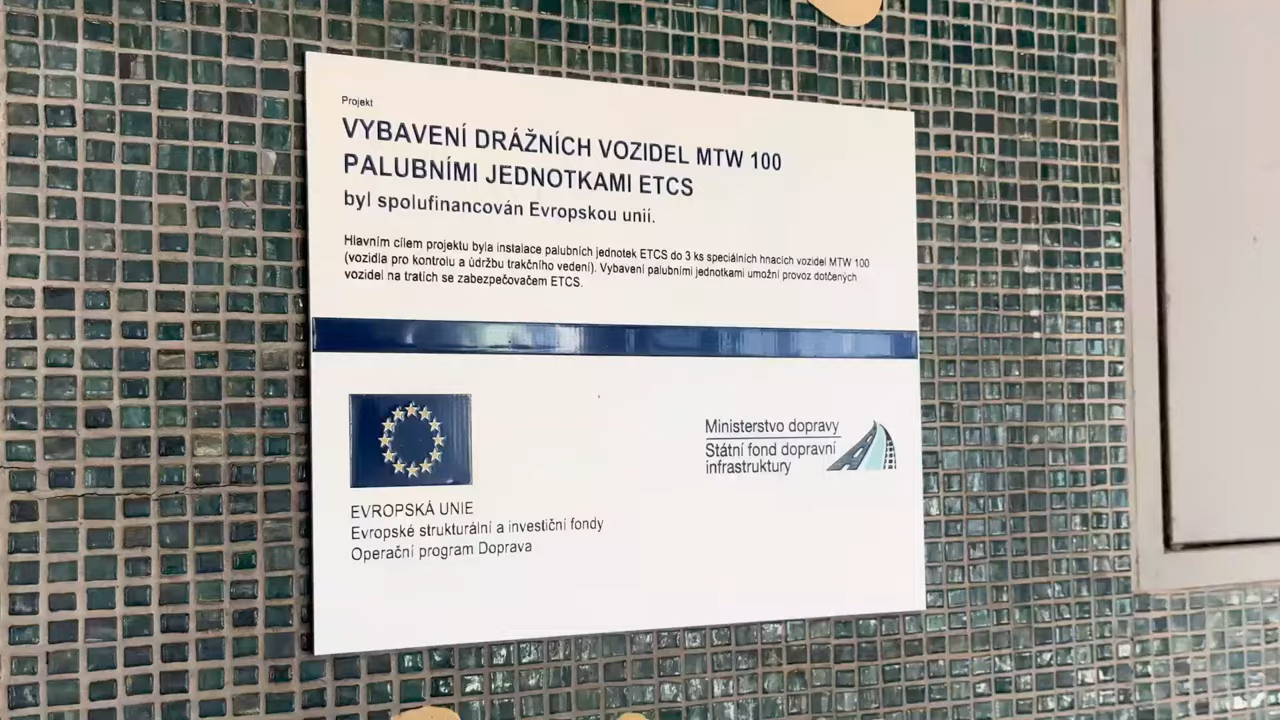 Projekt
VYBAVENÍ DRÁŽNÍCH VOZIDEL MTW 100
PALUBNÍMI JEDNOTKAMI ETCS
byl spolufinancován Evropskou unií.
Hlavním cílem projektu byla instalace palubních jednotek ETCS do 3 ks speciálních hnacích vozidel MTW 100
(vozidla pro kontrolu a údržbu trakčního vedení). Vybavení palubními jednotkami umožní provoz dotčených
vozidel na tratích se zabezpečovačem ETCS.
Ministerstvo dopravy
Státní fond dopravní
infrastruktury
EVROPSKÁ UNIE
Evropské strukturální a investiční fondy
Operační program Doprava